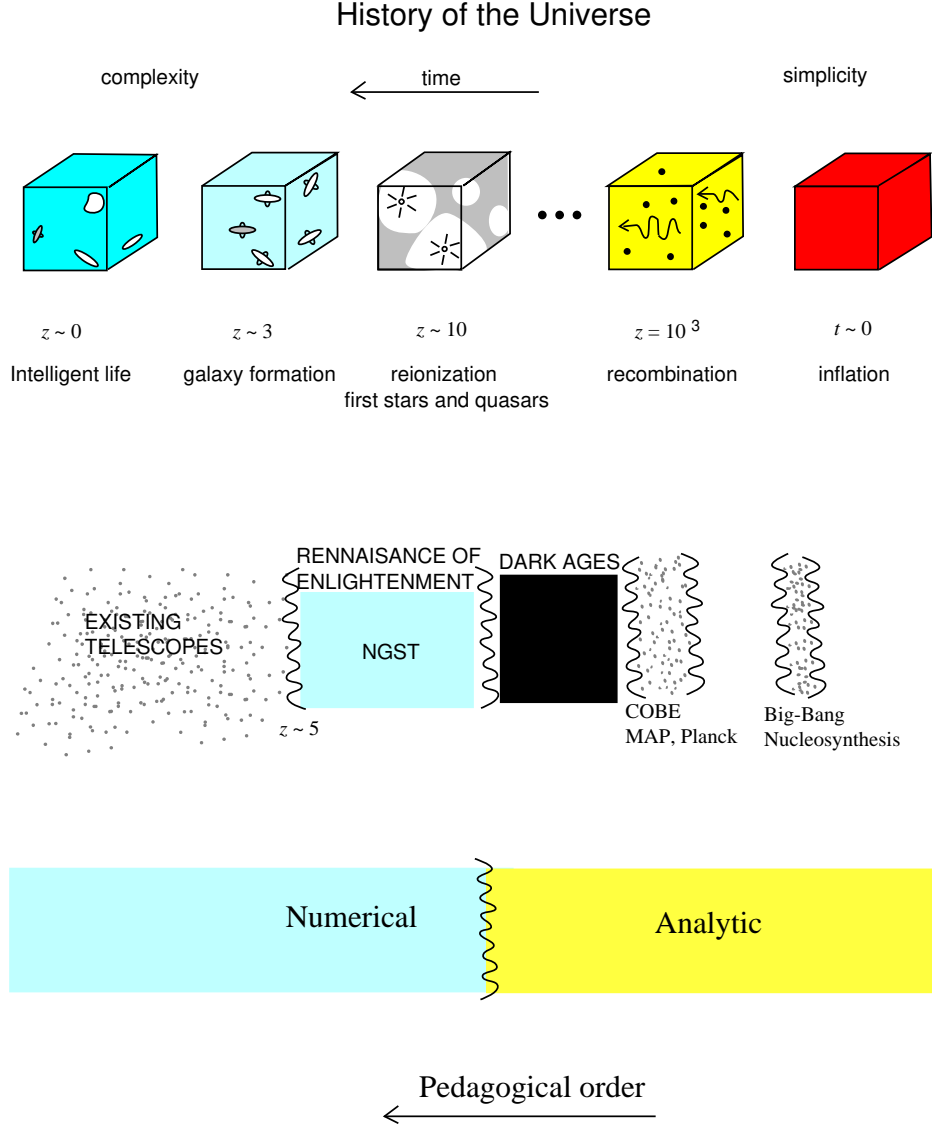 History of the Universe
complexity
time
simplicity
z ~ 0
z ~ 3
z ~ 10
z = 10 3
t ~ 0
Intelligent life
galaxy formation
reionization
first stars and quasars
recombination
inflation
RENNAISANCE OF
ENLIGHTENMENT
DARK AGES
EXISTING
TELESCOPES
NGST
z ~ 5
COBE
MAP, Planck
Big-Bang
Nucleosynthesis
Numerical
Analytic
Pedagogical order